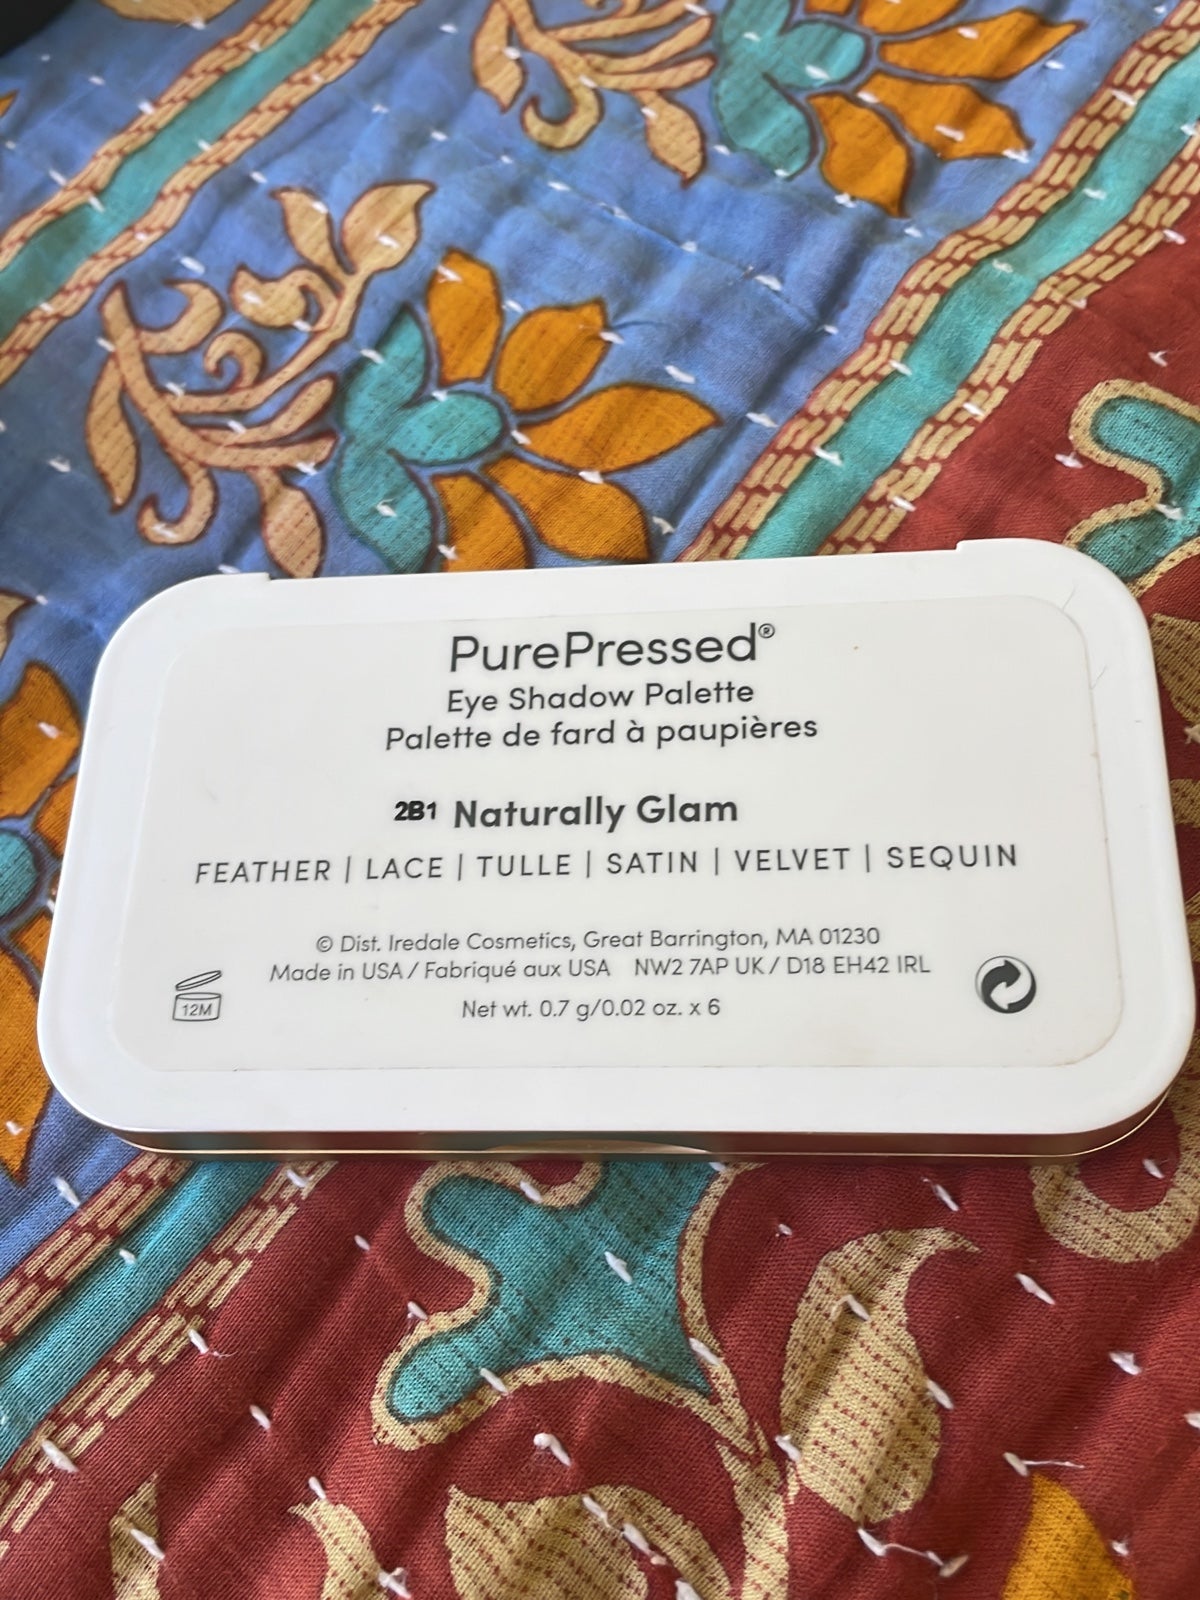 PurePressed®
Eye Shadow Palette
Palette de fard à paupières
2B1 Naturally Glam
FEATHER | LACE | TULLE | SATIN | VELVET | SEQUIN
© Dist. Iredale Cosmetics, Great Barrington, MA 01230
Made in USA / Fabriqué aux USA NW2 7AP UK / D18 EH42 IRL
Net wt. 0.7 g/0.02 oz. x 6
12M